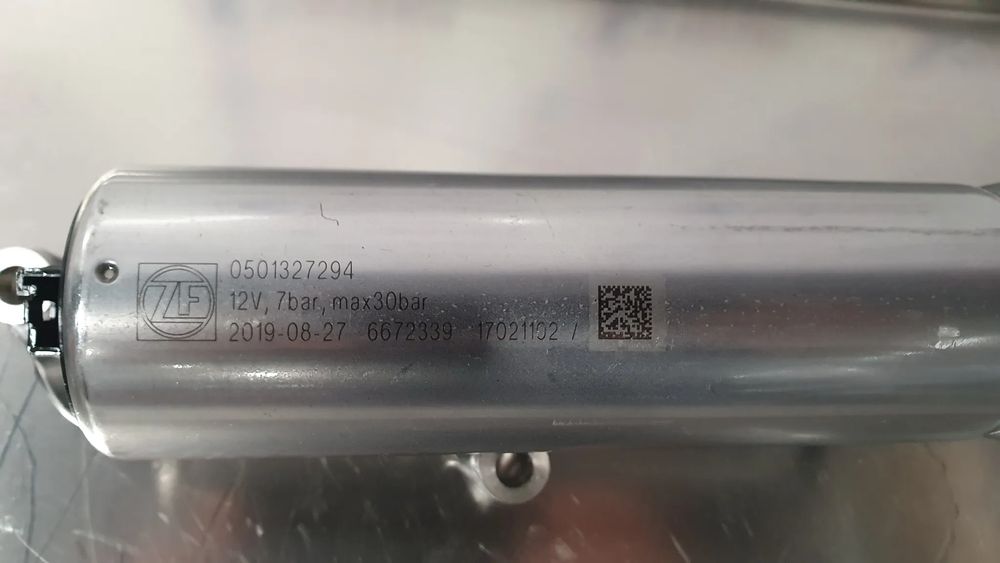 ZF
0501327294
12V, 7bar, max30bar
2019-08-27 6672339 17021102 /